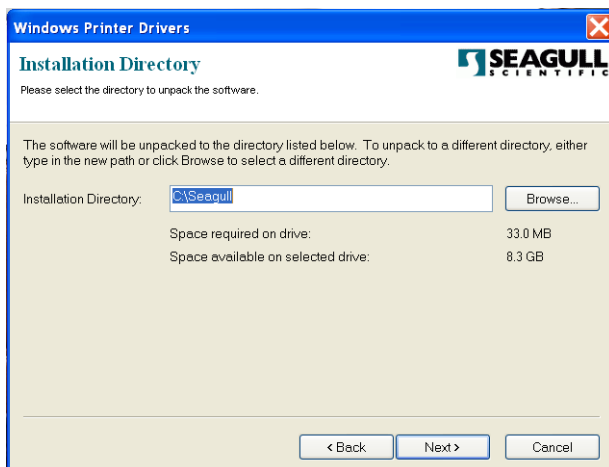 Windows Printer Drivers
Installation Directory
SEAGULL
SCIENTIFIC
Please select the directory to unpack the software.
The software will be unpacked to the directory listed below. To unpack to a different directory, either
type in the new path or click Browse to select a different directory.
Installation Directory: C:\Seagull Browse...
Space required on drive: 33.0 MB
Space available on selected drive: 8.3 GB
< Back Next > Cancel